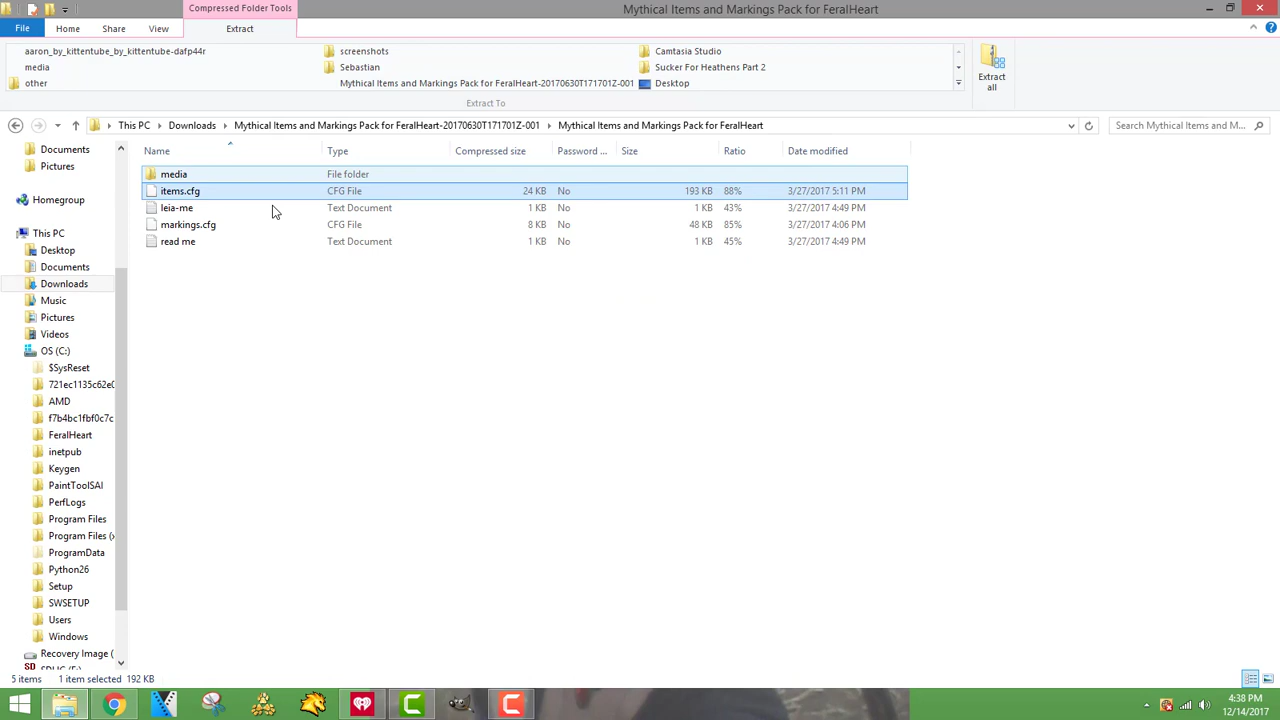 Compressed Folder Tools
Mythical Items and Markings Pack for FeralHeart
File Home Share View Extract
aaron_by_kittentube_by_kittentube-dafp44r screenshots Camtasia Studio
media Sebastian Sucker For Heathens Part 2
other Mythical Items and Markings Pack for FeralHeart-20170630T171701Z-001 Desktop
Extract all
Extract To
This PC Downloads Mythical Items and Markings Pack for FeralHeart-20170630T171701Z-001 Mythical Items and Markings Pack for FeralHeart Search Mythical Items and M...
Name Type Compressed size Password ... Size Ratio Date modified
media File folder
items.cfg CFG File 24 KB No 193 KB 88% 3/27/2017 5:11 PM
leia-me Text Document 1 KB No 1 KB 43% 3/27/2017 4:49 PM
markings.cfg CFG File 8 KB No 48 KB 85% 3/27/2017 4:06 PM
read me Text Document 1 KB No 1 KB 45% 3/27/2017 4:49 PM
Documents
Pictures
Homegroup
This PC
Desktop
Documents
Downloads
Music
Pictures
Videos
OS (C:)
$SysReset
721ec1135c62e0
AMD
f7b4bc1fbf0c7c
FeralHeart
inetpub
Keygen
PaintToolSAI
PerfLogs
Program Files
Program Files (x
ProgramData
Python26
Setup
SWSETUP
Users
Windows
Recovery Image (
5 items 1 item selected 192 KB
4:38 PM
12/14/2017